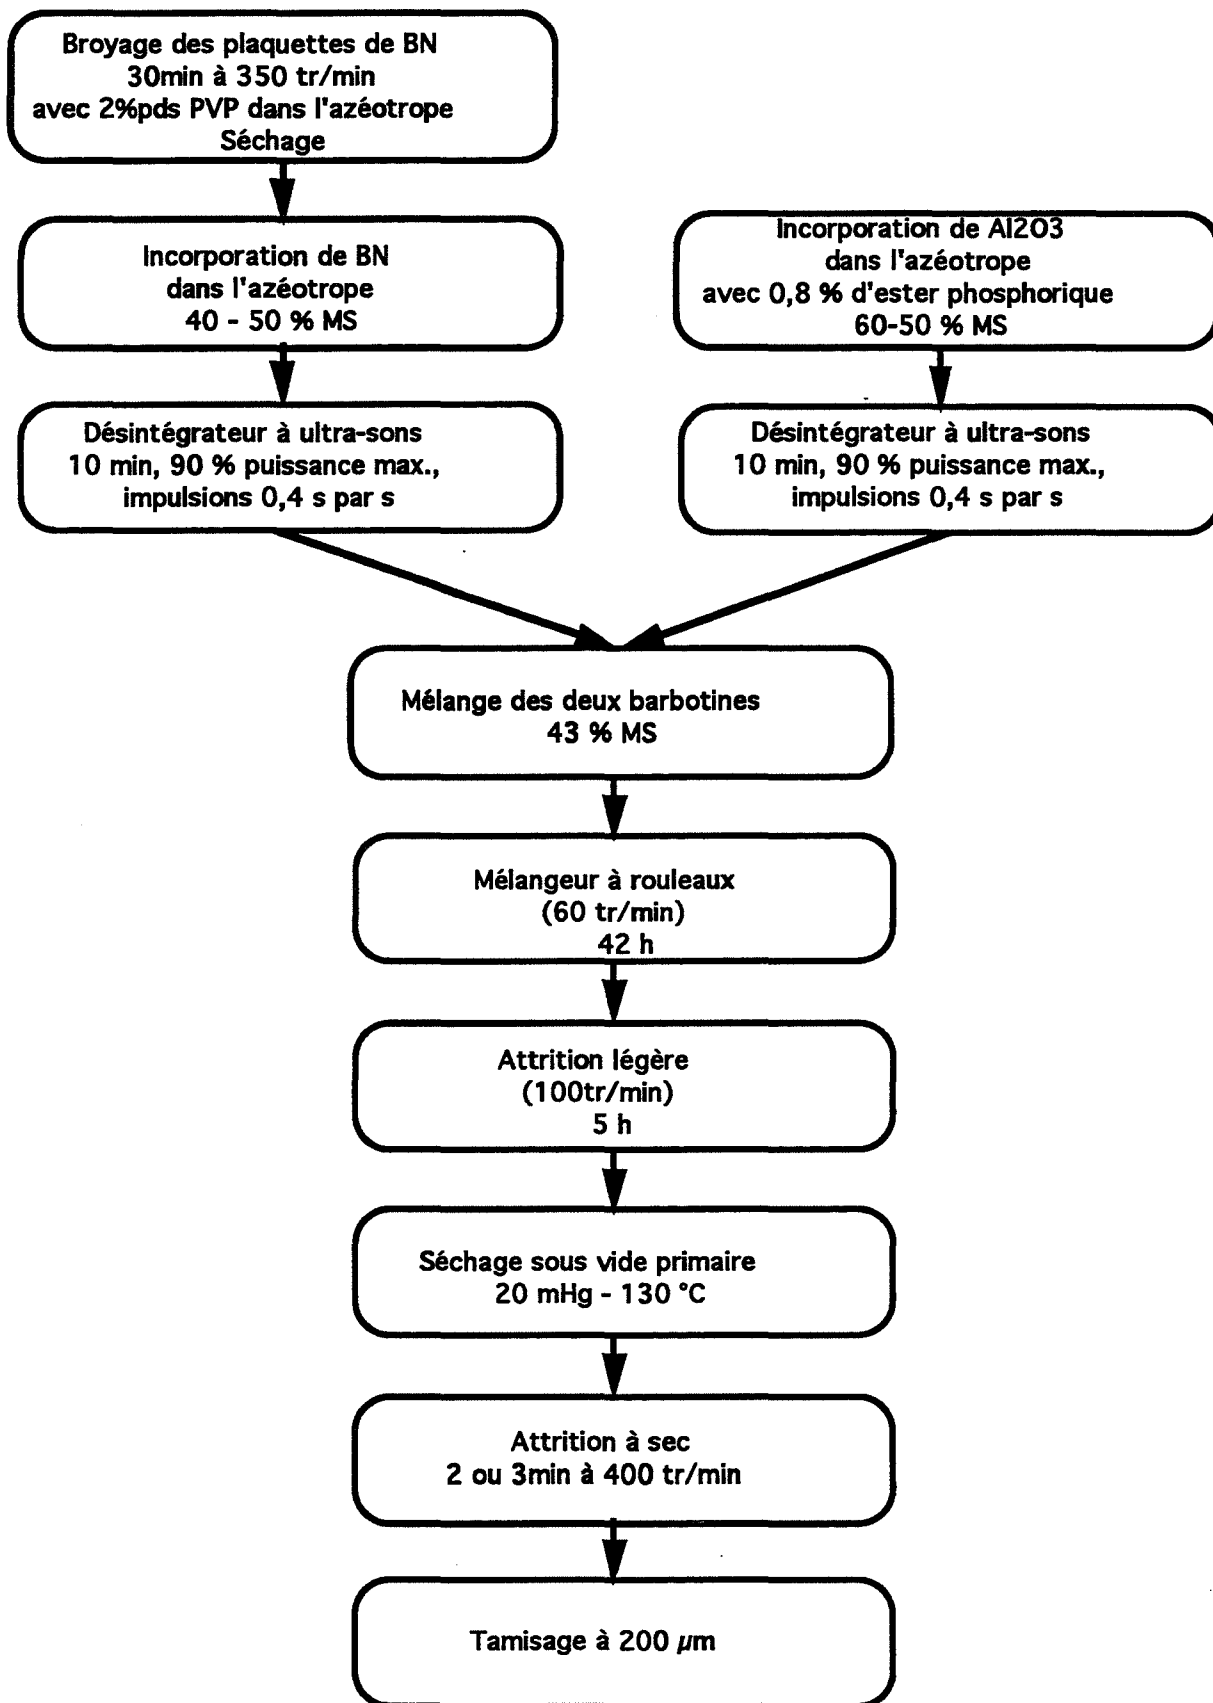 Broyage des plaquettes de BN
30min à 350 tr/min
avec 2%pds PVP dans l'azéotrope
Séchage
Incorporation de BN
dans l'azéotrope
40 - 50 % MS
Incorporation de Al2O3
dans l'azéotrope
avec 0,8 % d'ester phosphorique
60-50 % MS
Désintégrateur à ultra-sons
10 min, 90 % puissance max.,
impulsions 0,4 s par s
Désintégrateur à ultra-sons
10 min, 90 % puissance max.,
impulsions 0,4 s par s
Mélange des deux barbotines
43 % MS
Mélangeur à rouleaux
(60 tr/min)
42 h
Attrition légère
(100tr/min)
5 h
Séchage sous vide primaire
20 mHg - 130 °C
Attrition à sec
2 ou 3min à 400 tr/min
Tamisage à 200 µm